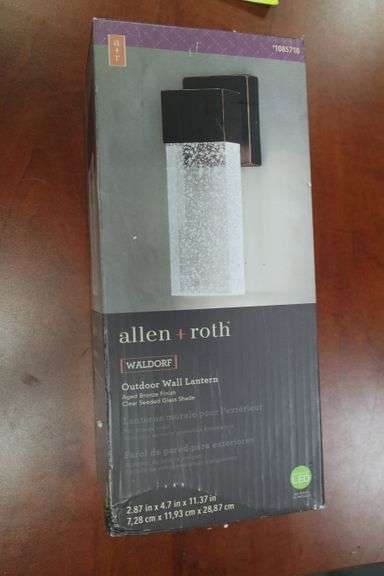 a+r
#1085710
allen + roth
WALDORF
Outdoor Wall Lantern
Aged Bronze Finish
Clear Seeded Glass Shade
Lanterne murale pour l'extérieur
Farol de pared para exteriores
2.87 in x 4.7 in x 11.37 in
7,28 cm x 11,93 cm x 28,87 cm
LED